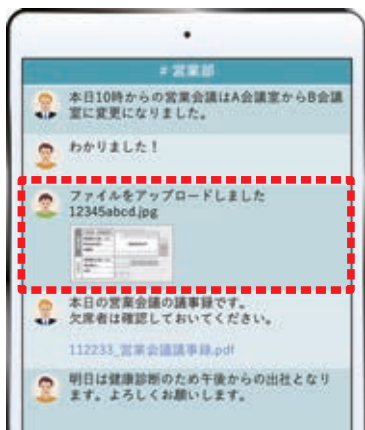 # 営業部
本日10時からの営業会議はA会議室からB会議
室に変更になりました。
わかりました！
ファイルをアップロードしました
12345abcd.jpg
本日の営業会議の議事録です。
欠席者は確認しておいてください。
112233_営業会議議事録.pdf
明日は健康診断のため午後からの出社となり
ます。よろしくお願いします。